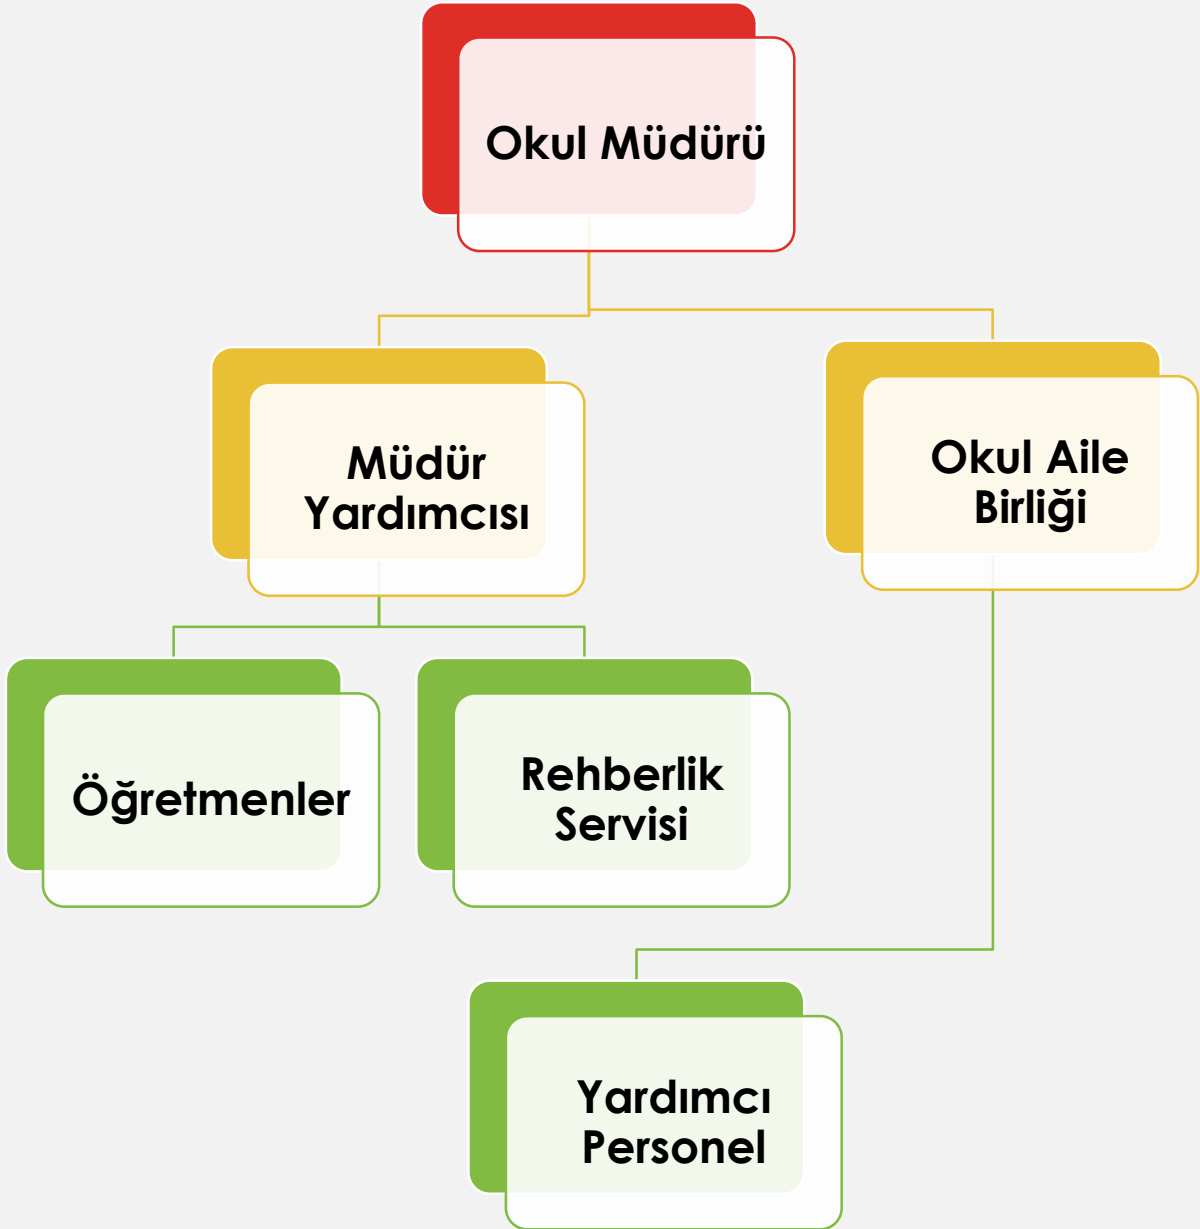 Okul Müdürü
Müdür
Yardımcısı
Okul Aile
Birliği
Öğretmenler
Rehberlik
Servisi
Yardımcı
Personel